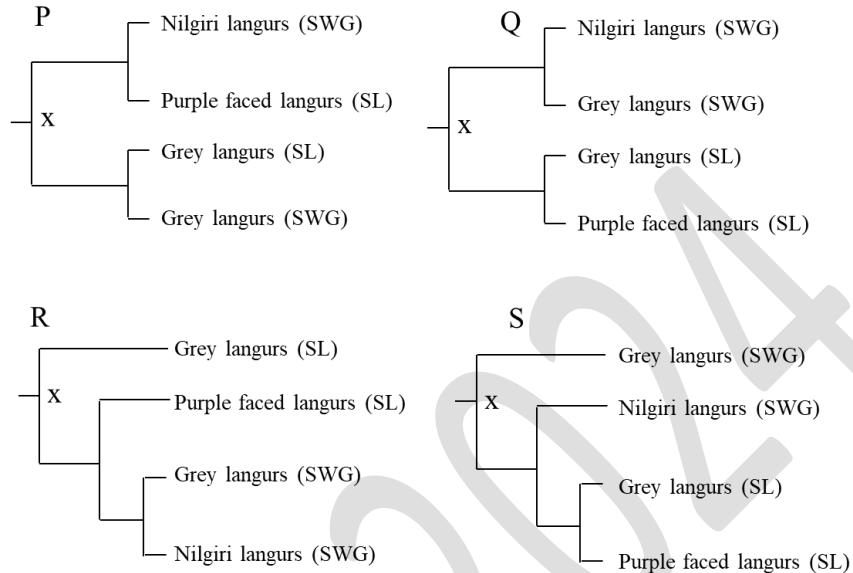 P
Nilgiri langurs (SWG)
x
Purple faced langurs (SL)
Grey langurs (SL)
Grey langurs (SWG)
Q
Nilgiri langurs (SWG)
x
Grey langurs (SWG)
Grey langurs (SL)
Purple faced langurs (SL)
R
Grey langurs (SL)
x
Purple faced langurs (SL)
Grey langurs (SWG)
Nilgiri langurs (SWG)
S
Grey langurs (SWG)
x
Nilgiri langurs (SWG)
Grey langurs (SL)
Purple faced langurs (SL)
2024